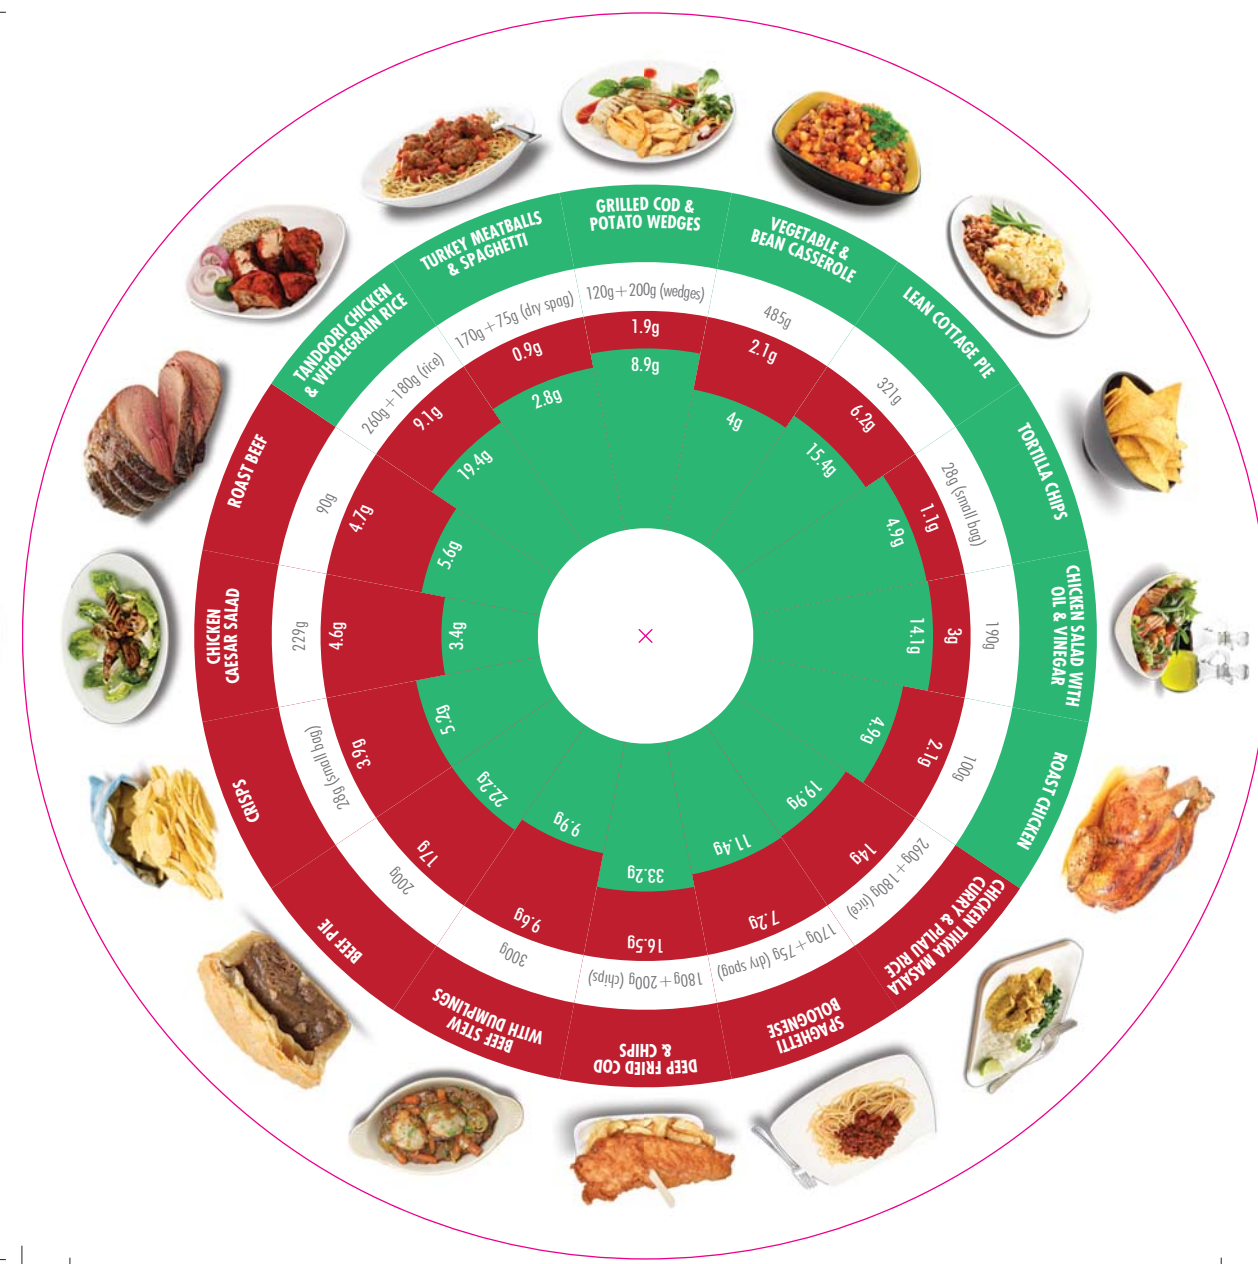 GRILLED COD &
POTATO WEDGES
120g+200g (wedges)
1.9g
8.9g
VEGETABLE &
BEAN CASSEROLE
485g
2.1g
4g
LEAN COTTAGE PIE
321g
6.2g
15.4g
TORTILLA CHIPS
28g (small bag)
1.1g
4.9g
CHICKEN SALAD WITH
OIL & VINEGAR
190g
3g
14.1g
ROAST CHICKEN
100g
2.1g
4.9g
CHICKEN TIKKA MASALA
CURRY & PILAU RICE
260g+180g (rice)
14g
19.9g
SPAGHETTI
BOLOGNESE
170g+75g (dry spag)
7.2g
11.4g
DEEP FRIED COD
& CHIPS
180g+200g (chips)
16.5g
33.2g
BEEF STEW
WITH DUMPLINGS
300g
9.6g
9.9g
BEEF PIE
200g
17g
22.2g
CRISPS
28g (small bag)
3.9g
5.2g
CHICKEN
CAESAR SALAD
229g
4.6g
3.4g
ROAST BEEF
90g
4.7g
5.6g
TANDOORI CHICKEN
& WHOLEGRAIN RICE
260g+180g (rice)
9.1g
19.4g
TURKEY MEATBALLS
& SPAGHETTI
170g+75g (dry spag)
0.9g
2.8g